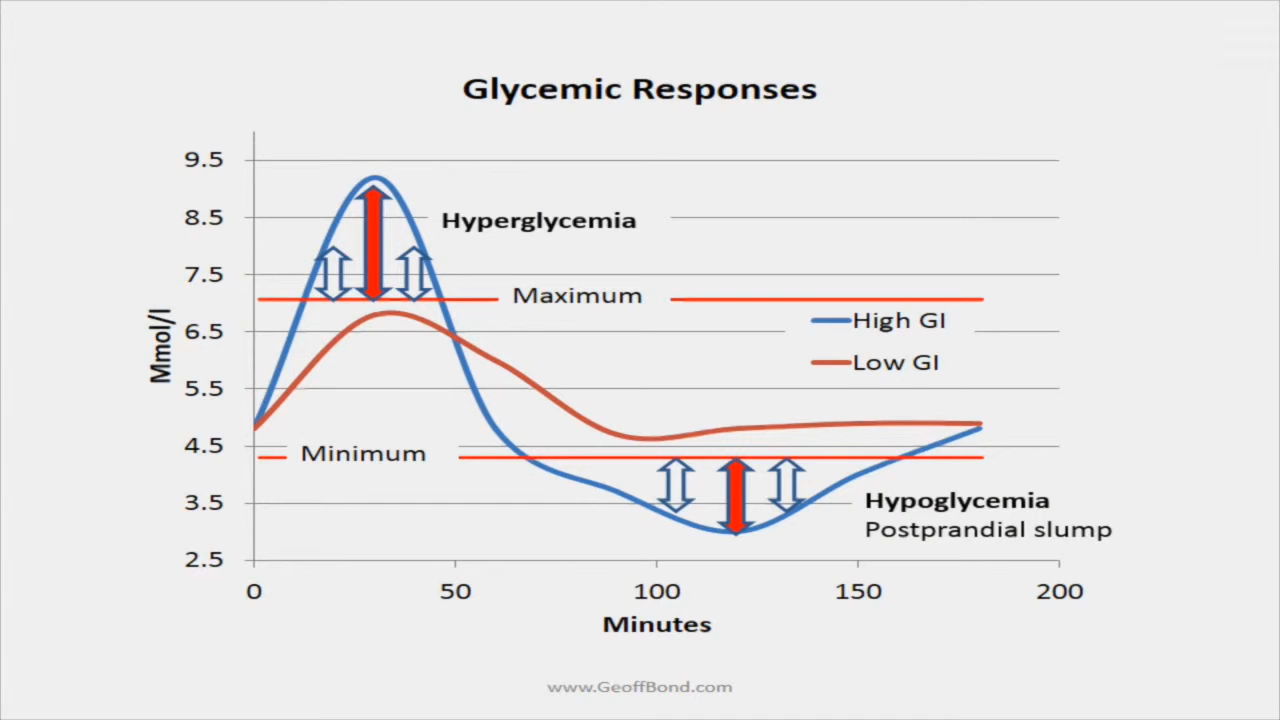 Glycemic Responses
9.5
8.5
7.5
6.5
5.5
4.5
3.5
2.5
Mmol/l
Hyperglycemia
Maximum
High GI
Low GI
Minimum
Hypoglycemia
Postprandial slump
0 50 100 150 200
Minutes
www.GeoffBond.com